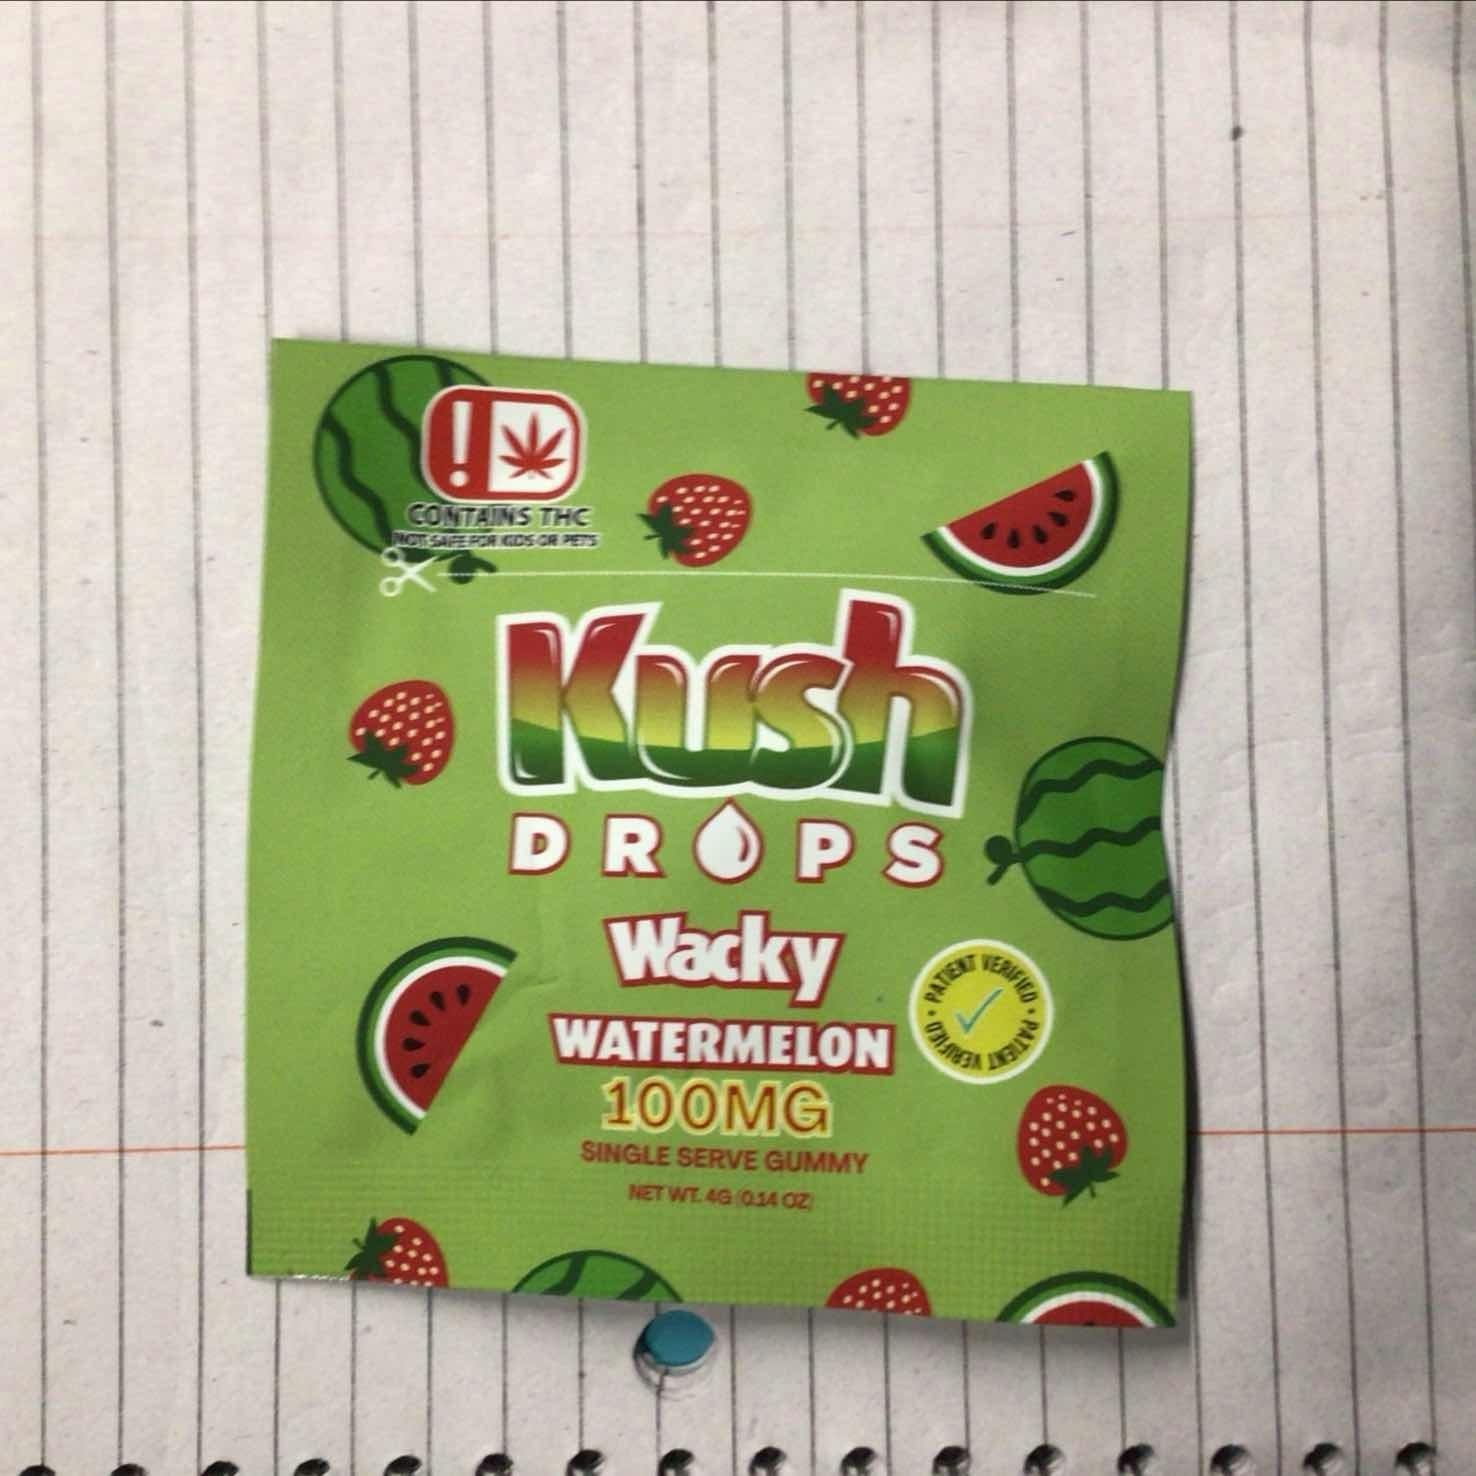 !
CONTAINS THC
NOT SAFE FOR KIDS OR PETS
Kush
DROPS
Wacky
WATERMELON
PATIENT VERIFIED • PATIENT VERIFIED •
100MG
SINGLE SERVE GUMMY
NET WT. 4G (0.14 OZ)